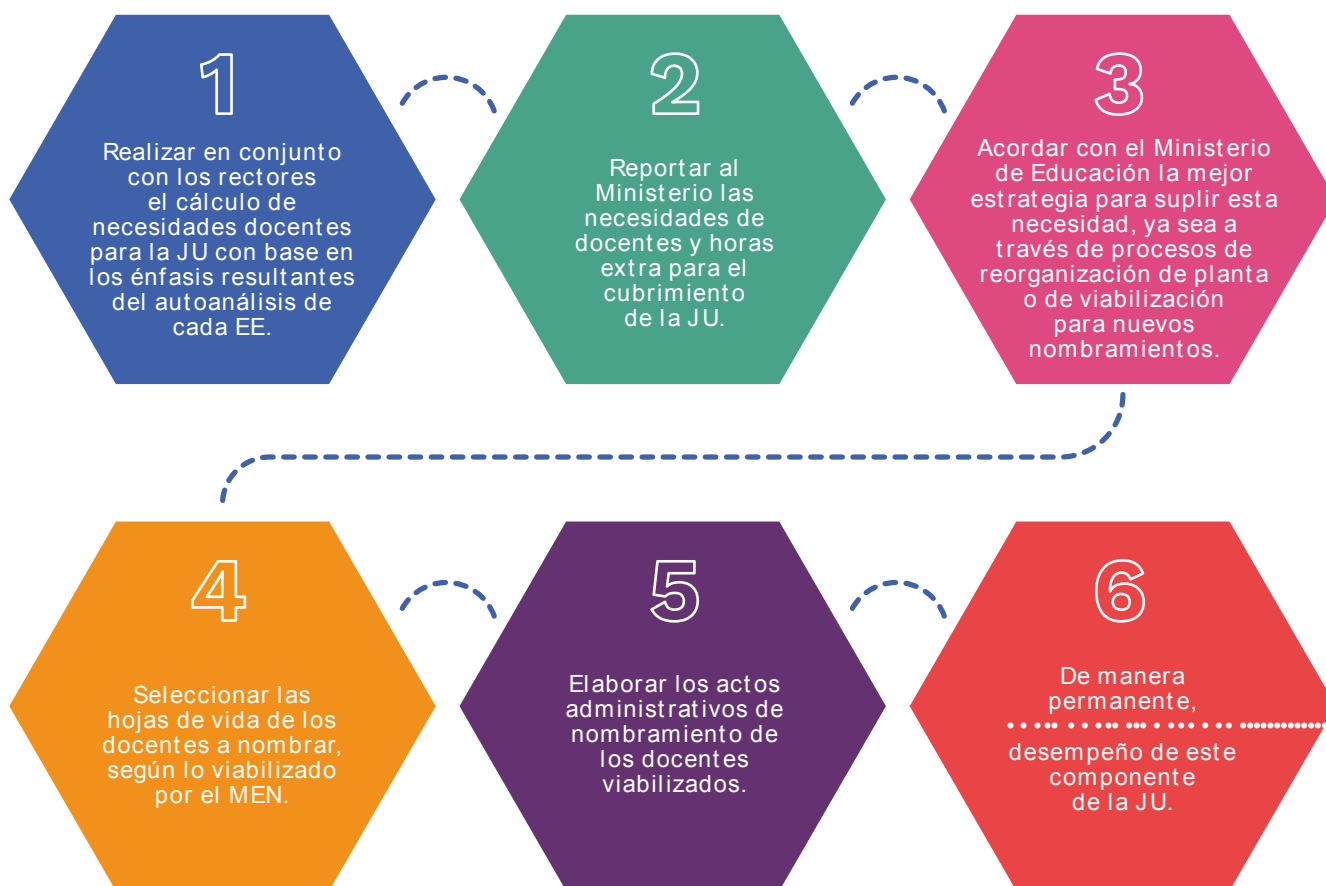 1
Realizar en conjunto
con los rectores
el cálculo de
necesidades docentes
para la JU con base en
los énfasis resultantes
del autoanálisis de
cada EE.
2
Reportar al
Ministerio las
necesidades de
docentes y horas
extra para el
cubrimiento
de la JU.
3
Acordar con el Ministerio
de Educación la mejor
estrategia para suplir esta
necesidad, ya sea a
través de procesos de
reorganización de planta
o de viabilización
para nuevos
nombramientos.
4
Seleccionar las
hojas de vida de los
docentes a nombrar,
según lo viabilizado
por el MEN.
5
Elaborar los actos
administrativos de
nombramiento de
los docentes
viabilizados.
6
De manera
permanente,
desempeño de este
componente
de la JU.